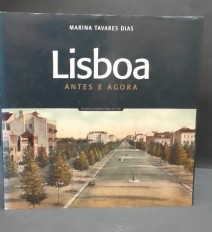 MARINA TAVARES DIAS
Lisboa
ANTES E AGORA